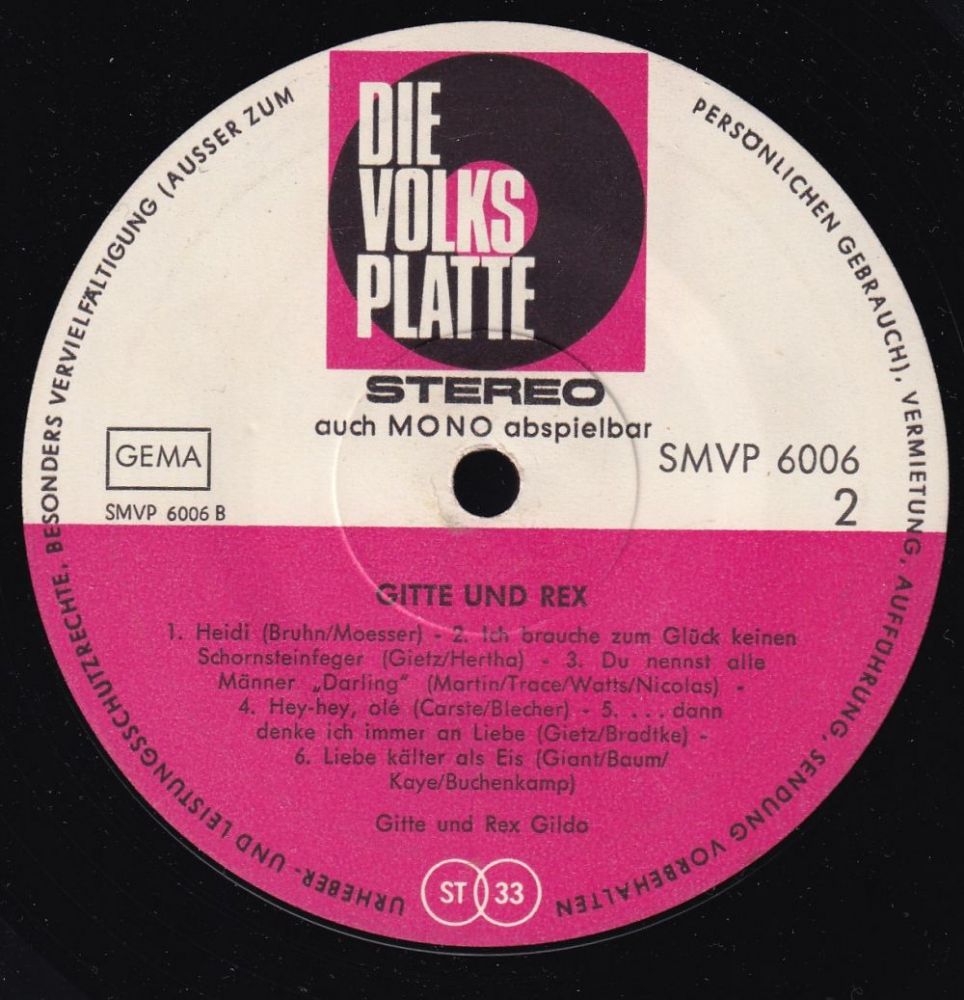 DIE
VOLKS
PLATTE
STEREO
auch MONO abspielbar
GEMA
SMVP 6006 B
SMVP 6006
2
GITTE UND REX
1. Heidi (Bruhn/Moesser) - 2. Ich brauche zum Glück keinen
Schornsteinfeger (Gietz/Hertha) - 3. Du nennst alle
Männer „Darling" (Martin/Trace/Watts/Nicolas) -
4. Hey-hey, olé (Carste/Blecher) - 5. ...dann
denke ich immer an Liebe (Gietz/Bradtke) -
6. Liebe kälter als Eis (Giant/Baum/
Kaye/Buchenkamp)
Gitte und Rex Gildo
ST 33
URHEBER- UND LEISTUNGSSCHUTZRECHTE, BESONDERS VERVIELFÄLTIGUNG (AUSSER ZUM PERSÖNLICHEN GEBRAUCH), VERMIETUNG, AUFFÜHRUNG, SENDUNG VORBEHALTEN